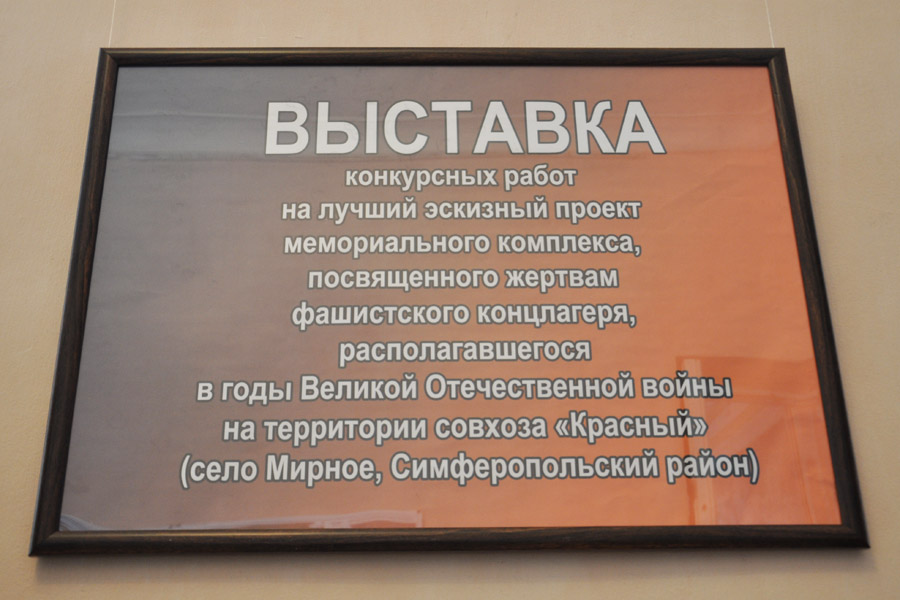 ВЫСТАВКА
конкурсных работ
на лучший эскизный проект
мемориального комплекса,
посвященного жертвам
фашистского концлагеря,
располагавшегося
в годы Великой Отечественной войны
на территории совхоза «Красный»
(село Мирное, Симферопольский район)